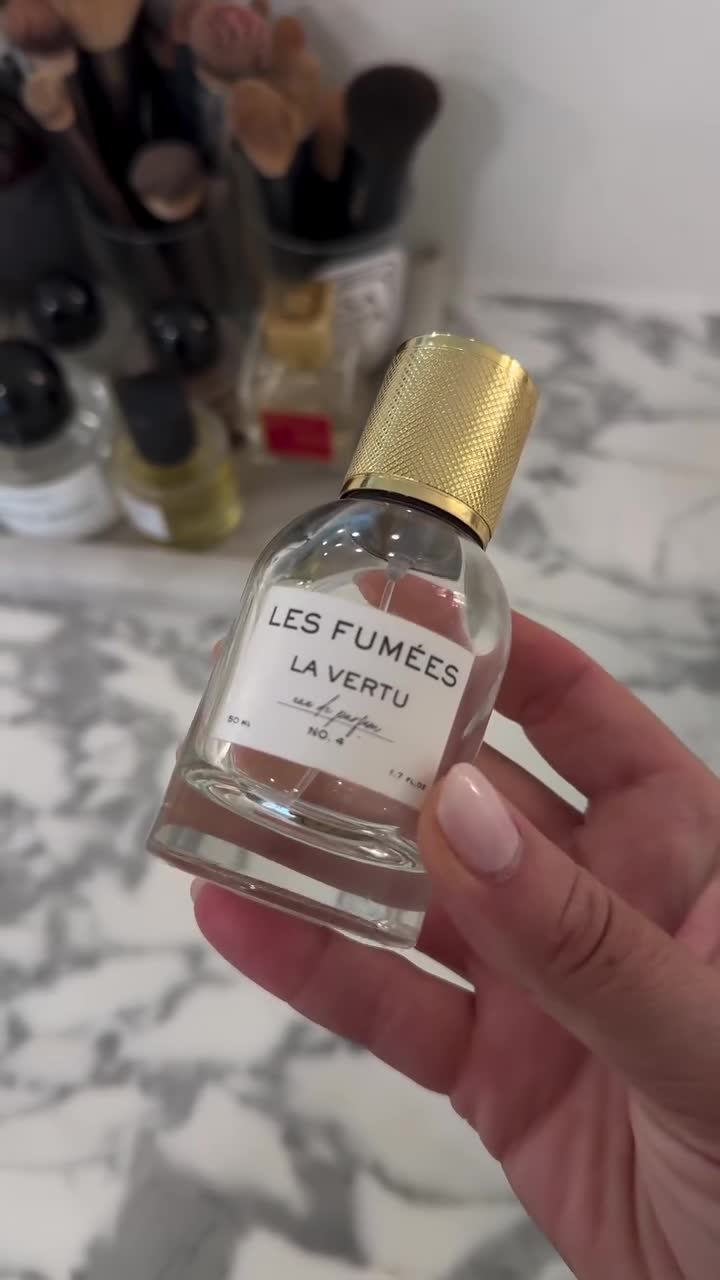 LES FUMÉES
LA VERTU
eau de parfum
NO. 4
50 ML
1.7 FL.OZ